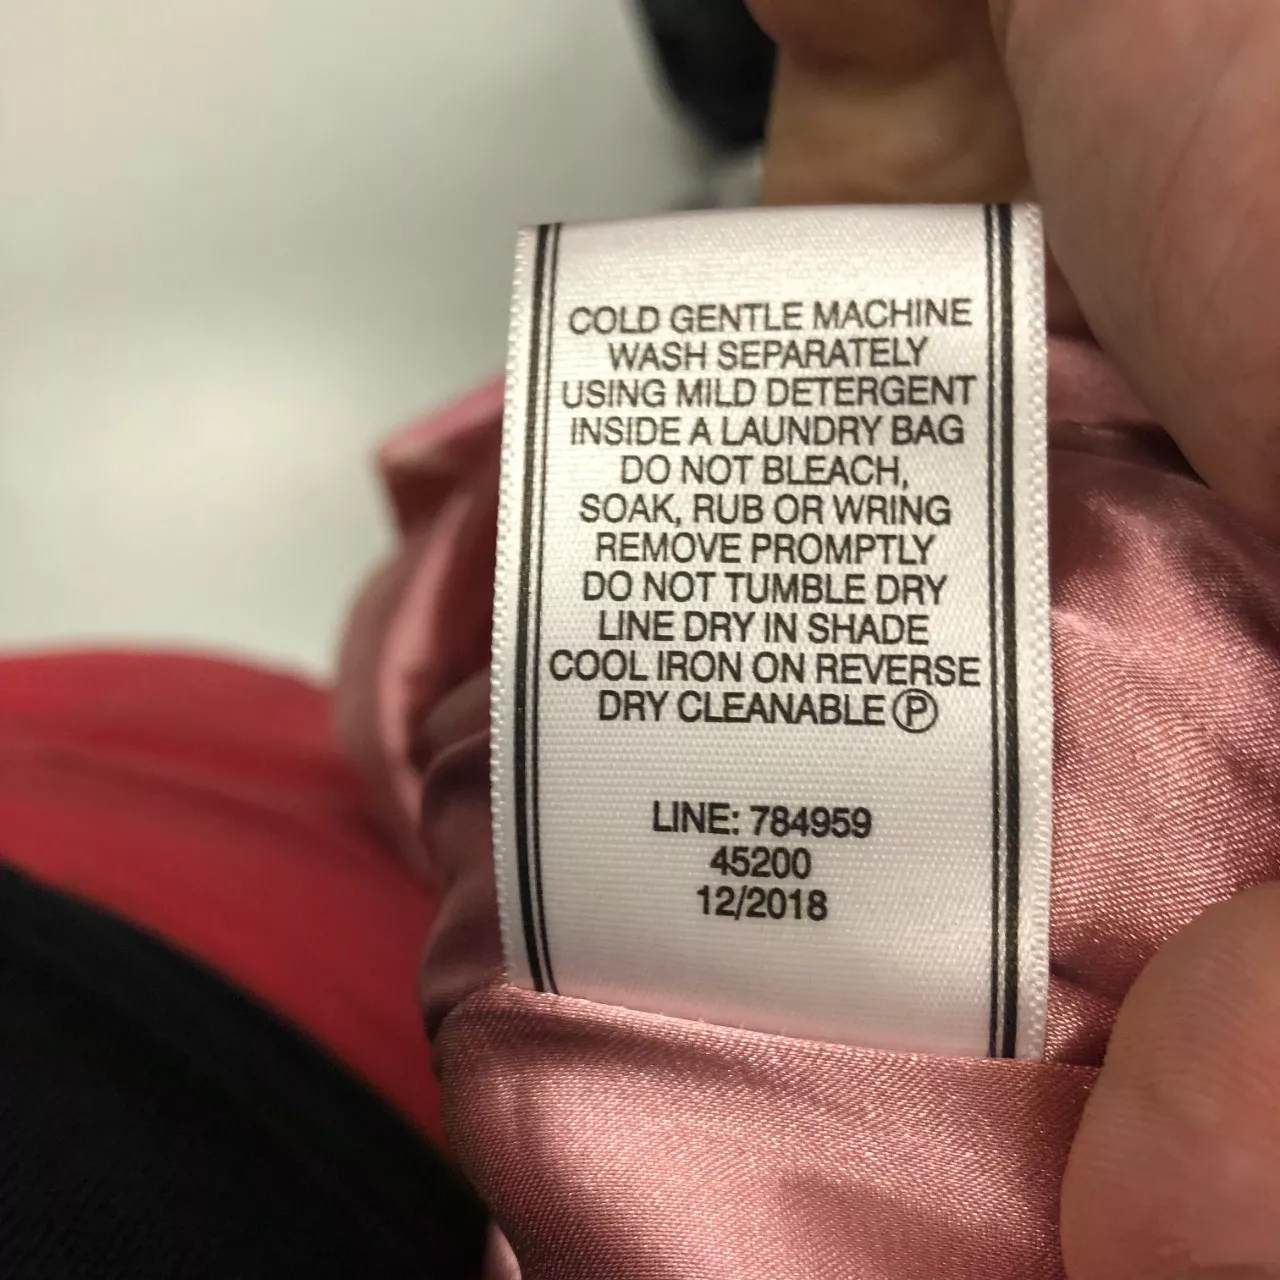 COLD GENTLE MACHINE
WASH SEPARATELY
USING MILD DETERGENT
INSIDE A LAUNDRY BAG
DO NOT BLEACH,
SOAK, RUB OR WRING
REMOVE PROMPTLY
DO NOT TUMBLE DRY
LINE DRY IN SHADE
COOL IRON ON REVERSE
DRY CLEANABLE Ⓟ
LINE: 784959
45200
12/2018